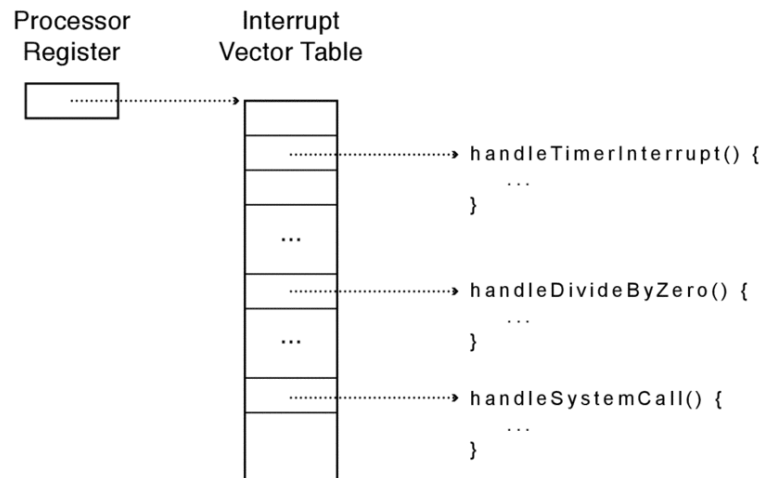 Processor
Register
Interrupt
Vector Table
handleTimerInterrupt() {
...
}
...
handleDivideByZero() {
...
}
...
handleSystemCall() {
...
}